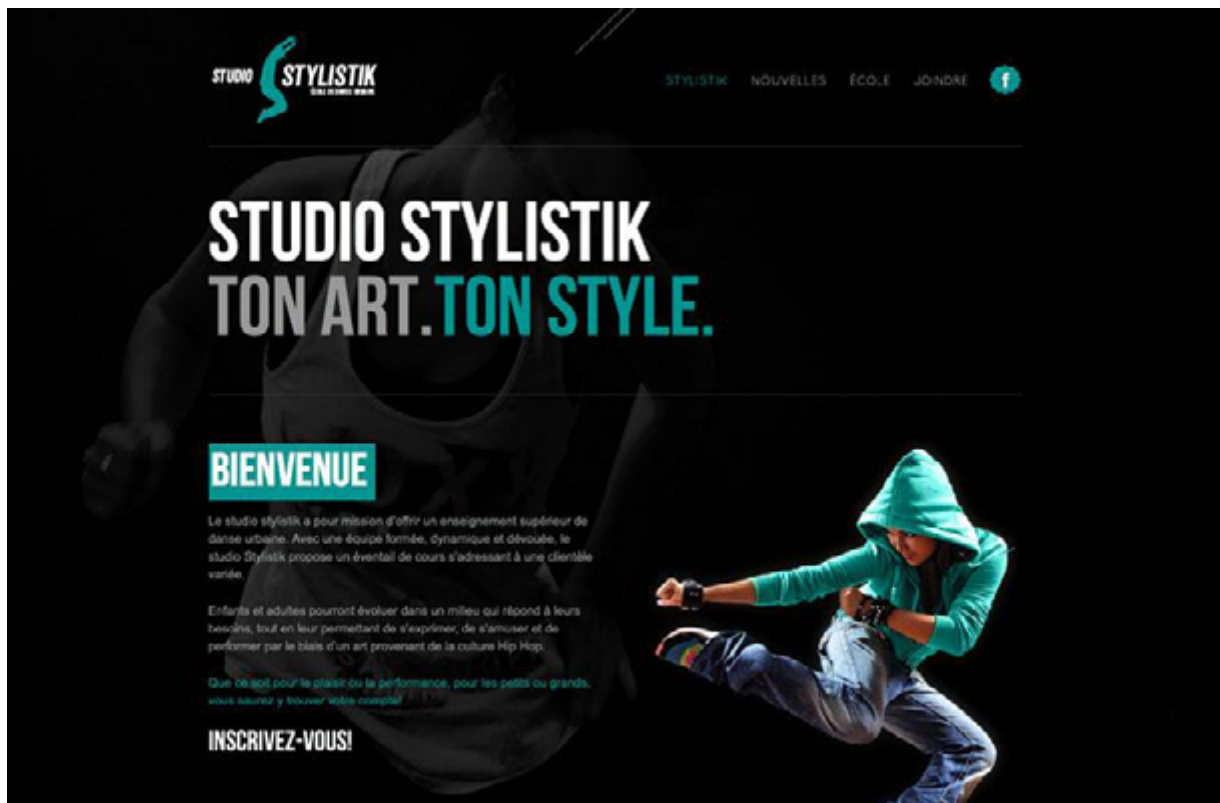 STUDIO STYLISTIK
ÉCOLE DE DANSE URBAINE
STYLISTIK NOUVELLES ÉCOLE JOINDRE f
STUDIO STYLISTIK
TON ART.TON STYLE.
BIENVENUE
Le studio stylistik a pour mission d'offrir un enseignement supérieur de
danse urbaine. Avec une équipe formée, dynamique et dévouée, le
studio Stylistik propose un éventail de cours s'adressant à une clientèle
variée.
Enfants et adultes pourront évoluer dans un milieu qui répond à leurs
besoins, tout en leur permettant de s'exprimer, de s'amuser et de
performer par le biais d'un art provenant de la culture Hip Hop.
Que ce soit pour le plaisir ou la performance, pour les petits ou grands,
vous saurez y trouver votre compte!
INSCRIVEZ-VOUS!